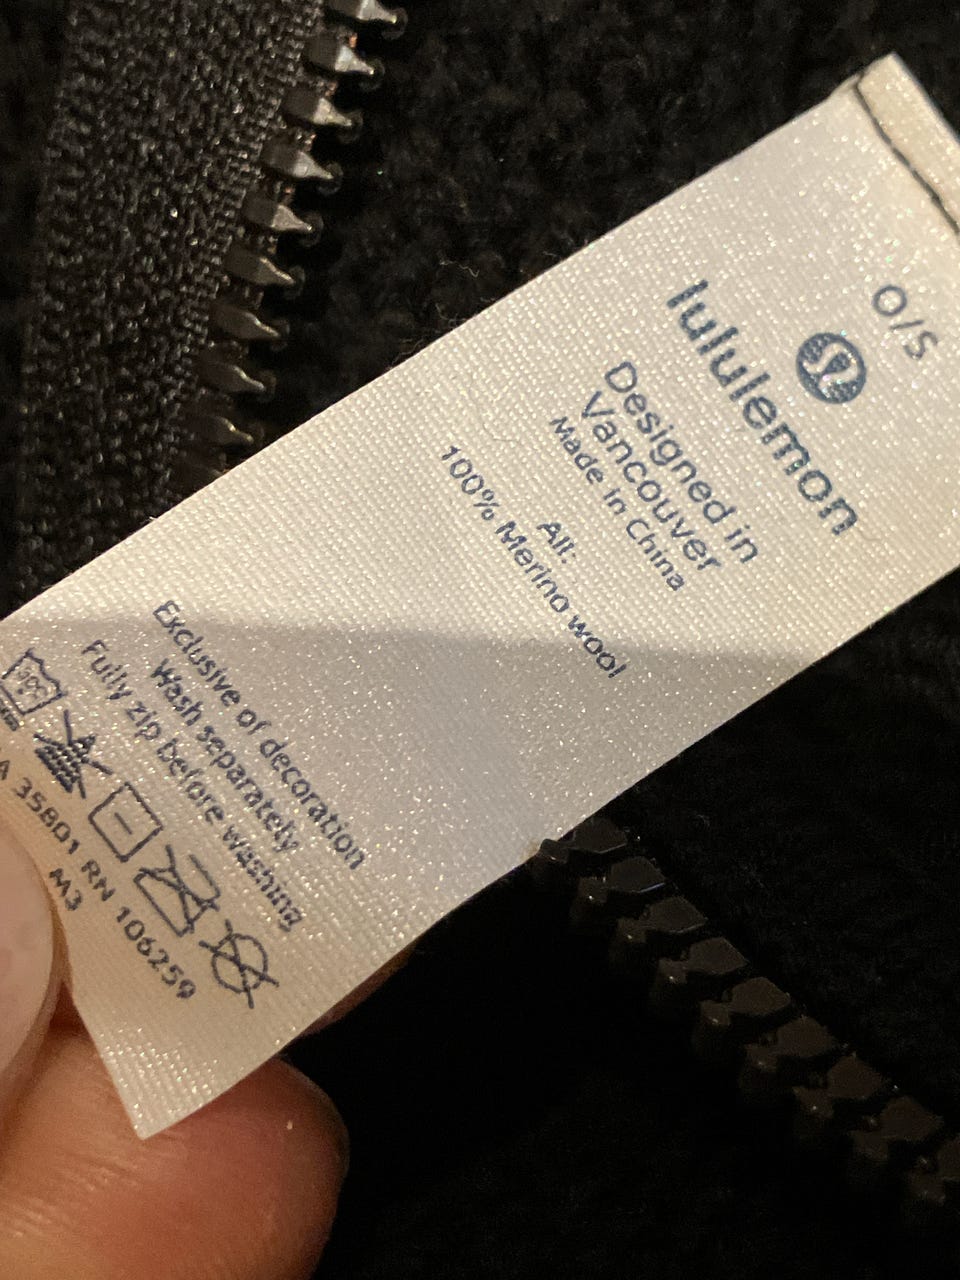 O/S
lululemon
Designed in
Vancouver
Made in China
All:
100% Merino wool
Exclusive of decoration
Wash separately
Fully zip before washing
30°C
A 35801 RN 106259
M3